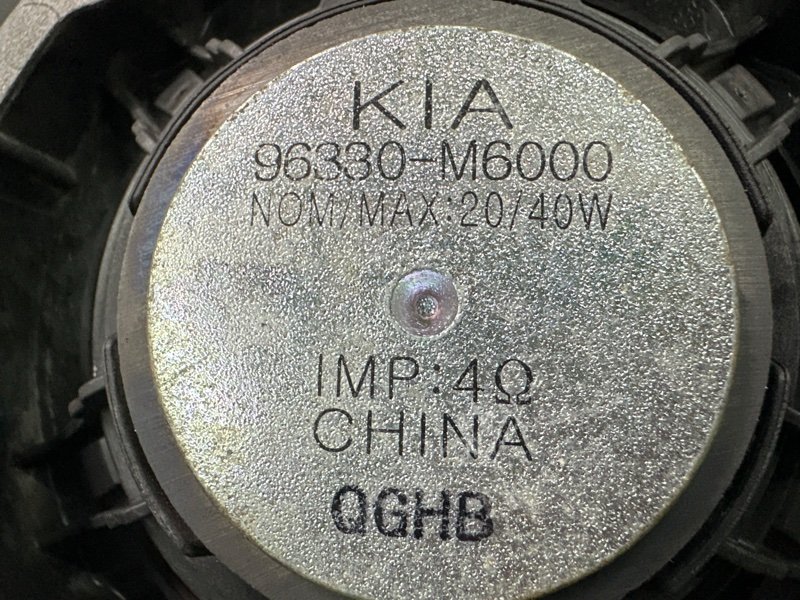 KIA
96330-M6000
NOM/MAX:20/40W
IMP:4Ω
CHINA
QGHB